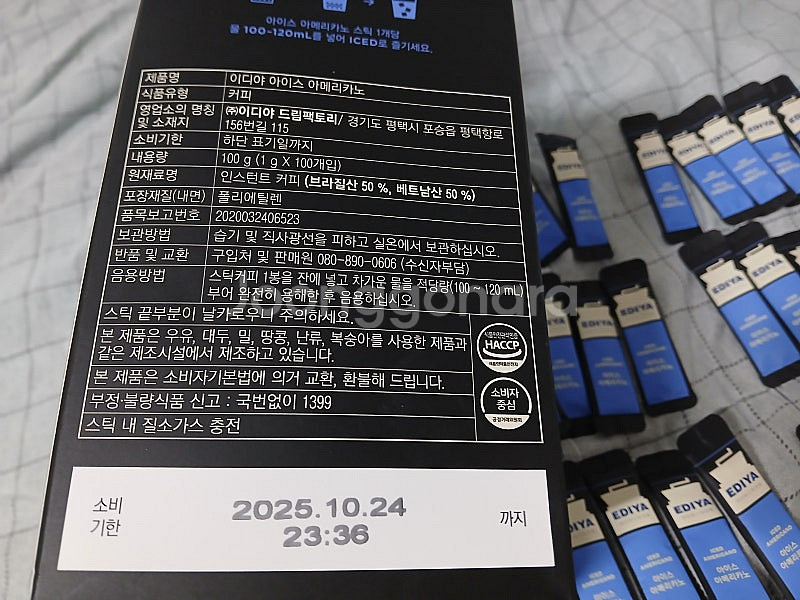 아이스 아메리카노 스틱 1개당
물 100-120mL를 넣어 ICED로 즐기세요.
제품명 이디야 아이스 아메리카노
식품유형 커피
영업소의 명칭 및 소재지 ㈜이디야 드림팩토리/ 경기도 평택시 포승읍 평택항로
156번길 115
소비기한 하단 표기일까지
내용량 100 g (1 g X 100개입)
원재료명 인스턴트 커피 (브라질산 50 %, 베트남산 50 %)
포장재질(내면) 폴리에틸렌
품목보고번호 2020032406523
보관방법 습기 및 직사광선을 피하고 실온에서 보관하십시오.
반품 및 교환 구입처 및 판매원 080-890-0606 (수신자부담)
음용방법 스틱커피 1봉을 잔에 넣고 차가운 물을 적당량(100 ~ 120 mL)
부어 완전히 용해할 후 음용하십시오.
스틱 끝부분이 날카로우니 주의하세요.
본 제품은 우유, 대두, 밀, 땅콩, 난류, 복숭아를 사용한 제품과
같은 제조시설에서 제조하고 있습니다.
본 제품은 소비자기본법에 의거 교환, 환불해 드립니다.
부정·불량식품 신고 : 국번없이 1399
스틱 내 질소가스 충전
HACCP
소비자
중심
공정거래위원회
소비
기한
2025.10.24
23:36
까지
EDIYA
EDIYA
EDIYA
EDIYA
EDIYA
EDIYA
EDIYA
EDIYA
EDIYA
EDIYA
EDIYA
EDIYA
EDIYA
EDIYA
ICED
AMERICANO
아이스
아메리카노